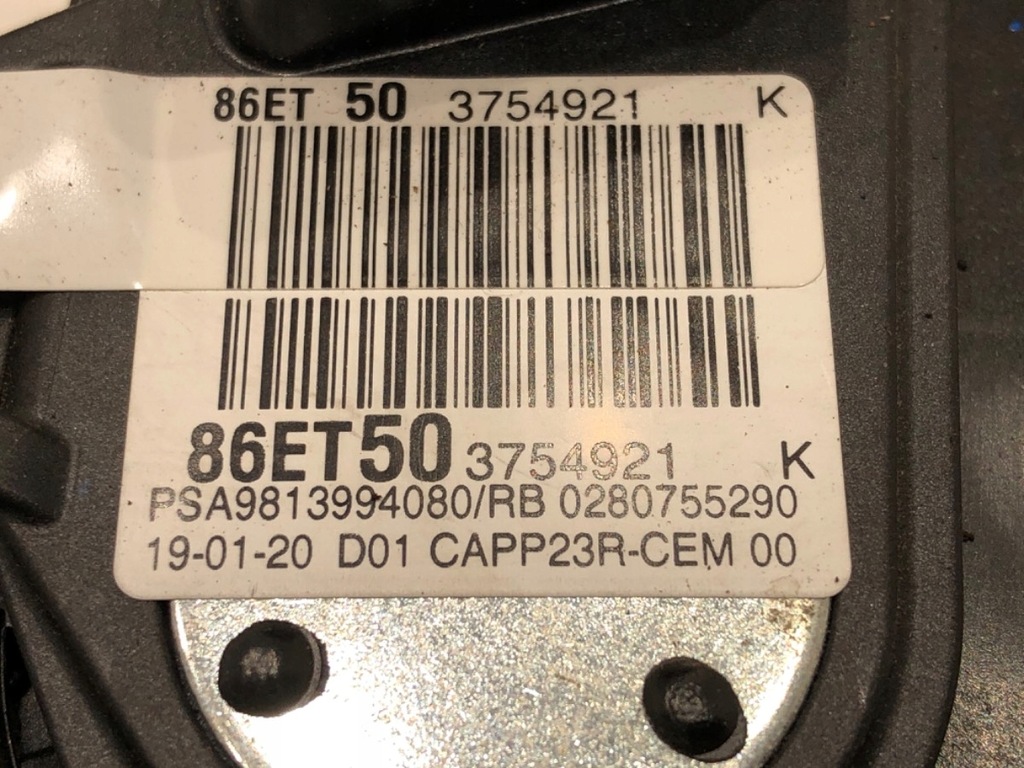 86ET 50 3754921 K
86ET50 3754921 K
PSA9813994080/RB 0280755290
19-01-20 D01 CAPP23R-CEM 00